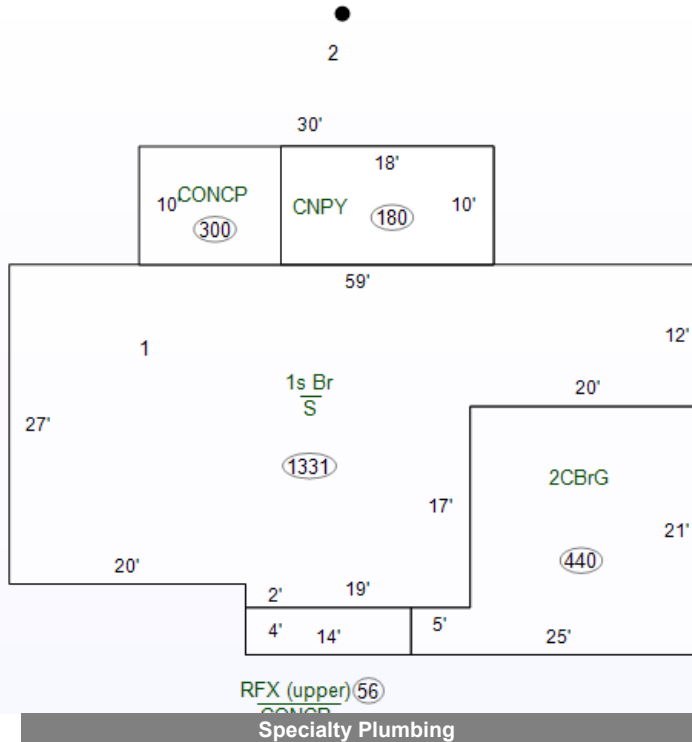 2
30'
18'
10' CONCP
CNPY
180
10'
300
59'
12'
1
1s Br
S
20'
27'
1331
2CBrG
17'
21'
440
20'
2'
19'
4'
14'
5'
25'
RFX (upper) 56
CONCP
Specialty Plumbing